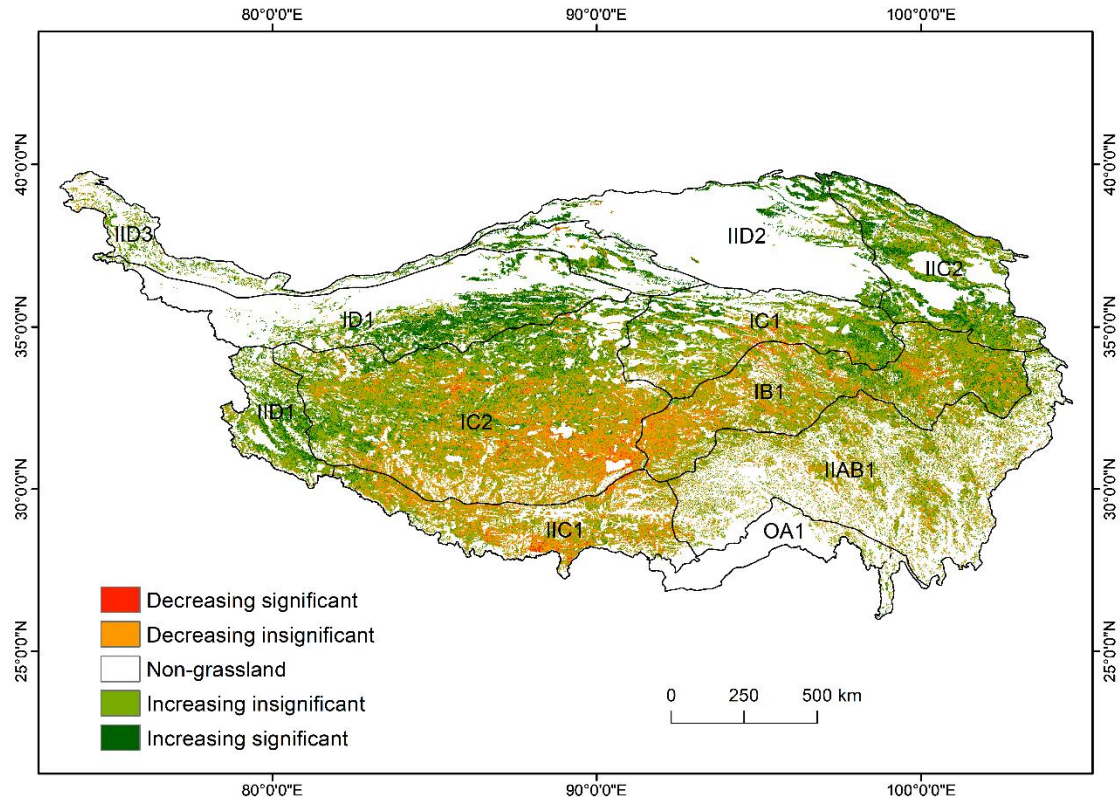 80°0'0"E 90°0'0"E 100°0'0"E
40°0'0"N 40°0'0"N
IID3
IID2
IIC2
ID1
IC1
35°0'0"N 35°0'0"N
IID1
IC2
IB1
IIAB1
30°0'0"N 30°0'0"N
IIC1
OA1
Decreasing significant
Decreasing insignificant
Non-grassland
Increasing insignificant
Increasing significant
25°0'0"N 25°0'0"N
0 250 500 km
80°0'0"E 90°0'0"E 100°0'0"E